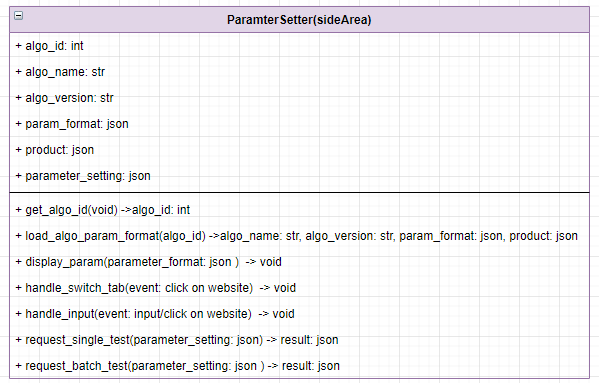 ParamterSetter(sideArea)
+ algo_id: int
+ algo_name: str
+ algo_version: str
+ param_format: json
+ product: json
+ parameter_setting: json
+ get_algo_id(void) ->algo_id: int
+ load_algo_param_format(algo_id) ->algo_name: str, algo_version: str, param_format: json, product: json
+ display_param(parameter_format: json )  -> void
+ handle_switch_tab(event: click on website)  -> void
+ handle_input(event: input/click on website)  -> void
+ request_single_test(parameter_setting: json) -> result: json
+ request_batch_test(parameter_setting: json ) -> result: json